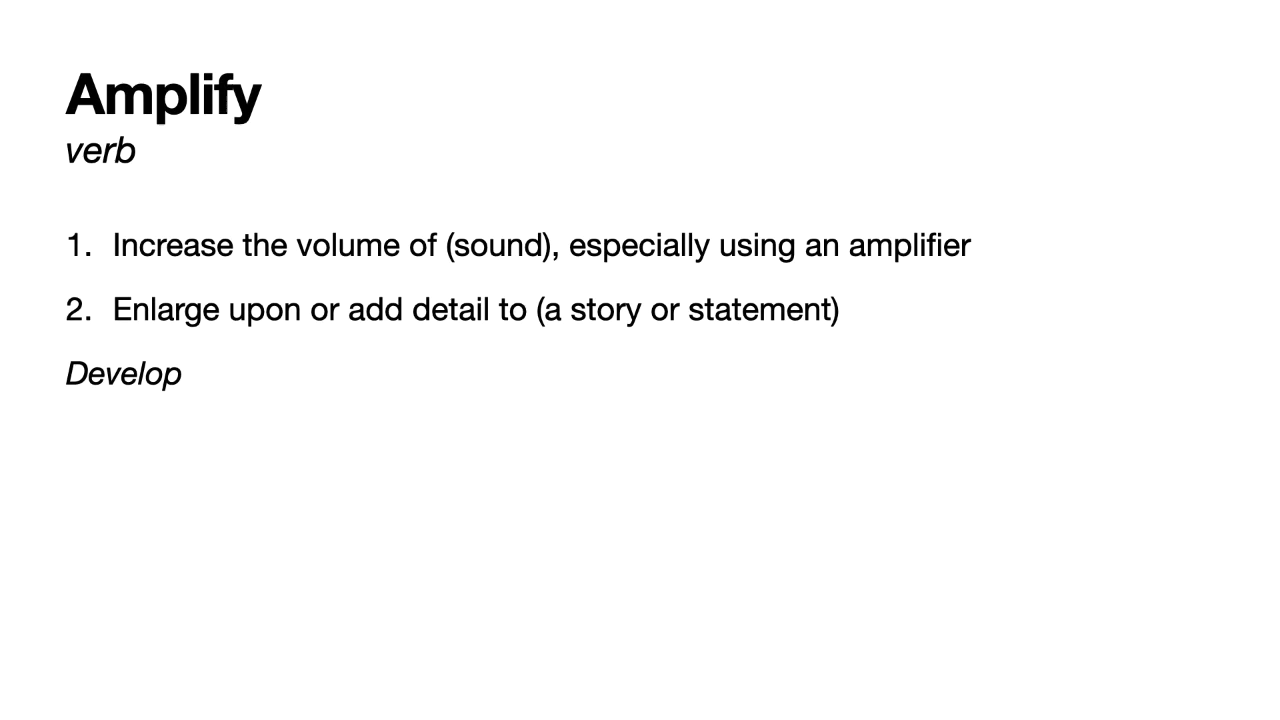 Amplify
verb
1. Increase the volume of (sound), especially using an amplifier
2. Enlarge upon or add detail to (a story or statement)
Develop